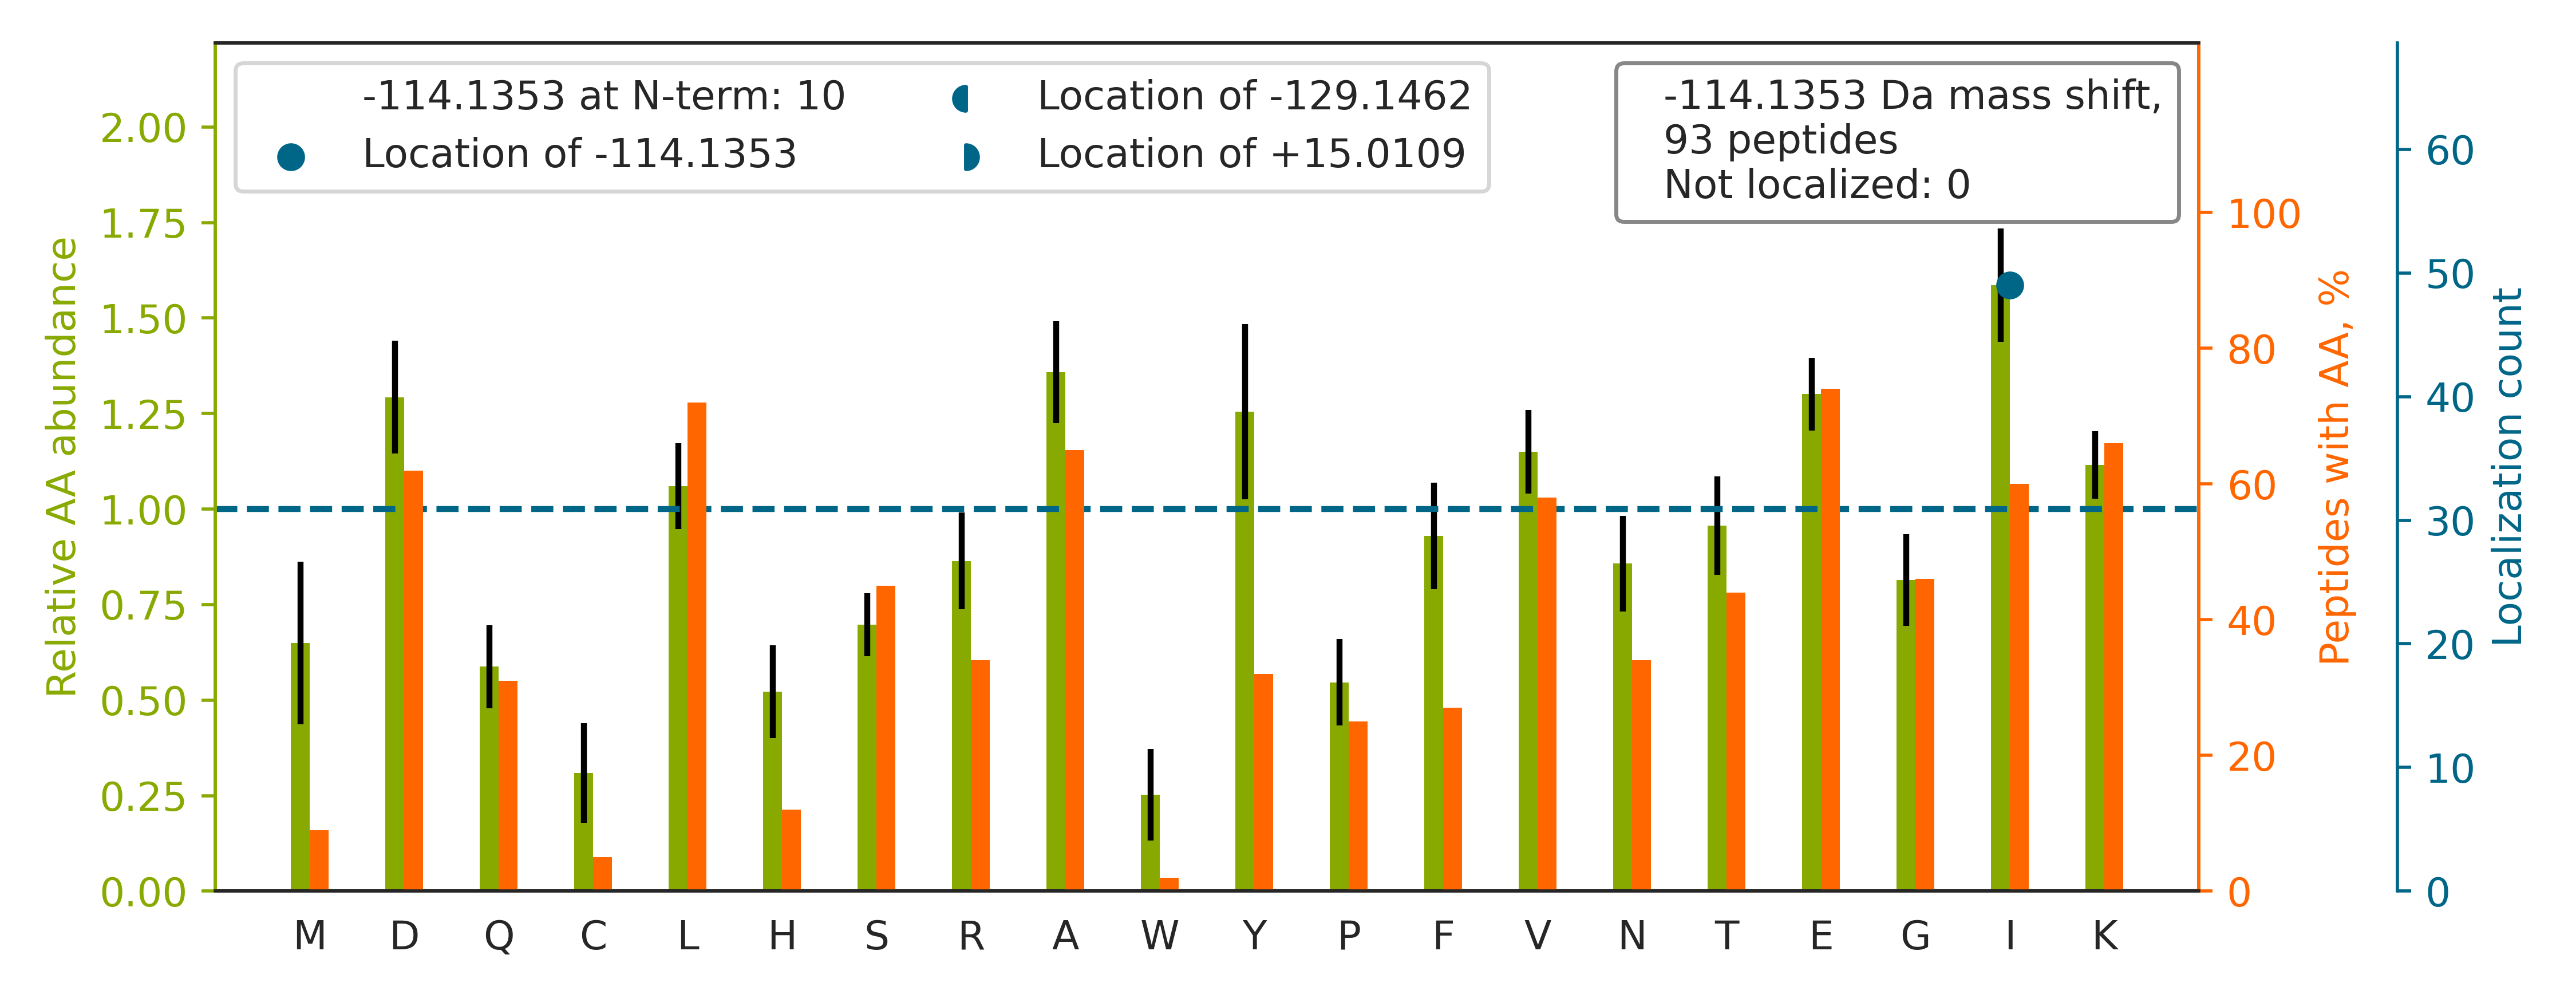 -114.1353 at N-term: 10
Location of -114.1353
Location of -129.1462
Location of +15.0109
-114.1353 Da mass shift,
93 peptides
Not localized: 0
Relative AA abundance
2.00
1.75
1.50
1.25
1.00
0.75
0.50
0.25
0.00
M D Q C L H S R A W Y P F V N T E G I K
100
80
60
40
20
0
Peptides with AA, %
60
50
40
30
20
10
0
Localization count